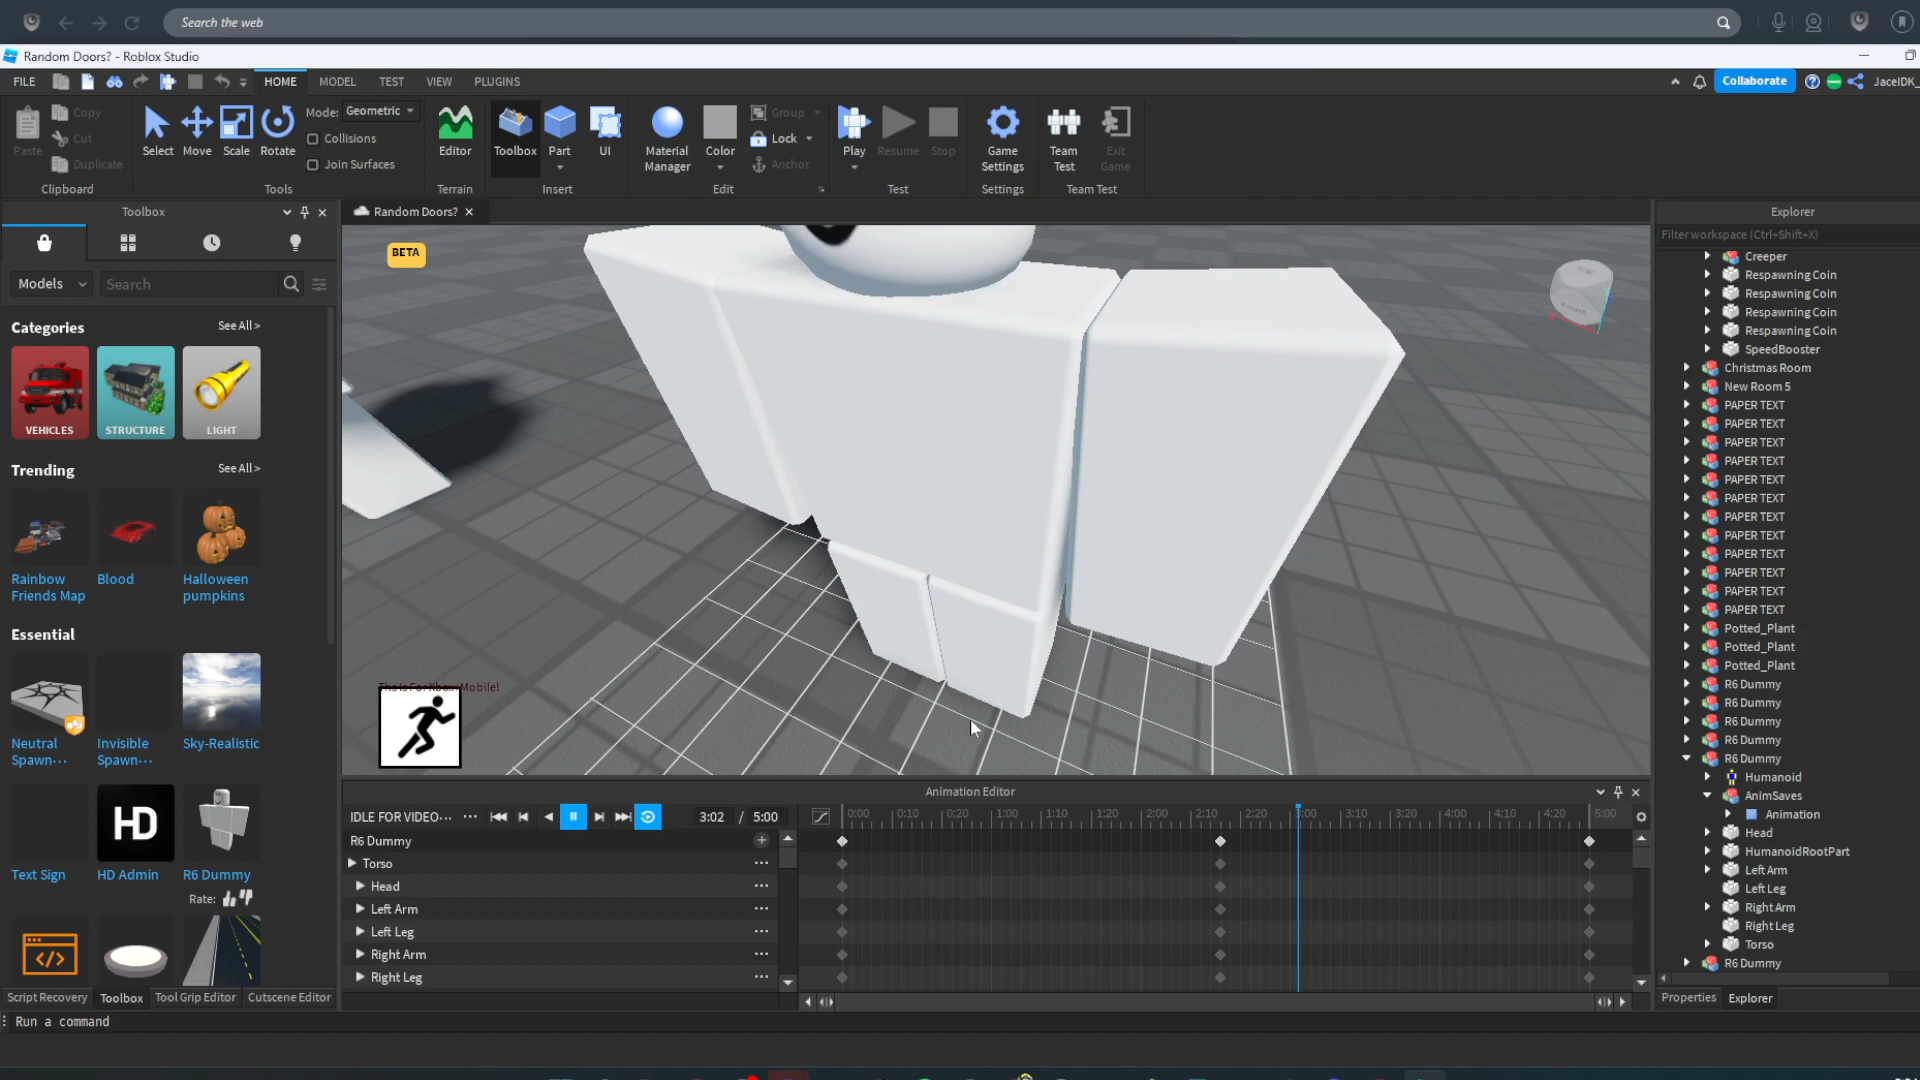 Search the web
Random Doors? - Roblox Studio
FILE
HOME
MODEL
TEST
VIEW
PLUGINS
Collaborate
Paste
Copy
Cut
Duplicate
Clipboard
Select
Move
Scale
Rotate
Mode: Geometric
Collisions
Join Surfaces
Tools
Editor
Terrain
Toolbox
Part
UI
Insert
Material Manager
Color
Group
Lock
Anchor
Edit
Play
Resume
Stop
Test
Game Settings
Settings
Team Test
Exit Game
Team Test
Toolbox
Models
Search
Categories
See All >
VEHICLES
STRUCTURE
LIGHT
Trending
See All >
Rainbow Friends Map
Blood
Halloween pumpkins
Essential
Neutral Spawn...
Invisible Spawn...
Sky-Realistic
HD
Text Sign
HD Admin
R6 Dummy
Rate:
Script Recovery
Toolbox
Tool Grip Editor
Cutscene Editor
Run a command
Random Doors?
BETA
Animation Editor
IDLE FOR VIDEO...
3:02 / 5:00
0:00 0:10 0:20 0:30 1:00 1:10 1:20 2:00 2:10 2:20 3:00 3:10 3:20 4:00 4:10 4:20 5:00
R6 Dummy
Torso
Head
Left Arm
Left Leg
Right Arm
Right Leg
Explorer
Filter workspace (Ctrl+Shift+X)
Creeper
Respawning Coin
Respawning Coin
Respawning Coin
Respawning Coin
SpeedBooster
Christmas Room
New Room 5
PAPER TEXT
PAPER TEXT
PAPER TEXT
PAPER TEXT
PAPER TEXT
PAPER TEXT
PAPER TEXT
PAPER TEXT
PAPER TEXT
PAPER TEXT
PAPER TEXT
PAPER TEXT
Potted_Plant
Potted_Plant
Potted_Plant
R6 Dummy
R6 Dummy
R6 Dummy
R6 Dummy
R6 Dummy
Humanoid
AnimSaves
Animation
Head
HumanoidRootPart
Left Arm
Left Leg
Right Arm
Right Leg
Torso
R6 Dummy
Properties
Explorer